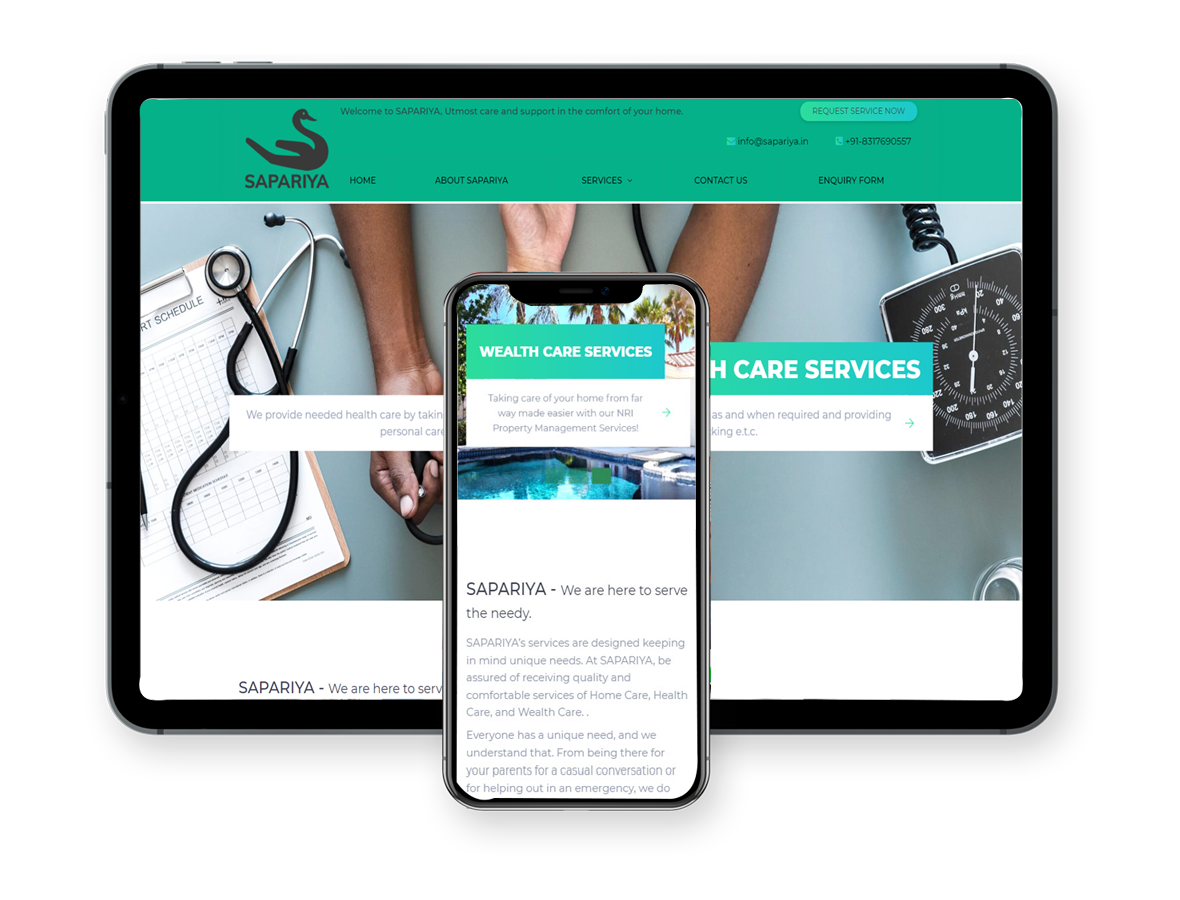 Welcome to SAPARIYA, Utmost care and support in the comfort of your home.
REQUEST SERVICE NOW
info@sapariya.in
+91-8317690557
SAPARIYA
HOME
ABOUT SAPARIYA
SERVICES
CONTACT US
ENQUIRY FORM
RT SCHEDULE
H CARE SERVICES
We provide needed health care by takin
as and when required and providing
personal care
king e.t.c.
SAPARIYA - We are here to serv
WEALTH CARE SERVICES
Taking care of your home from far
way made easier with our NRI
Property Management Services!
SAPARIYA - We are here to serve
the needy.
SAPARIYA's services are designed keeping
in mind unique needs. At SAPARIYA, be
assured of receiving quality and
comfortable services of Home Care, Health
Care, and Wealth Care. .
Everyone has a unique need, and we
understand that. From being there for
your parents for a casual conversation or
for helping out in an emergency, we do